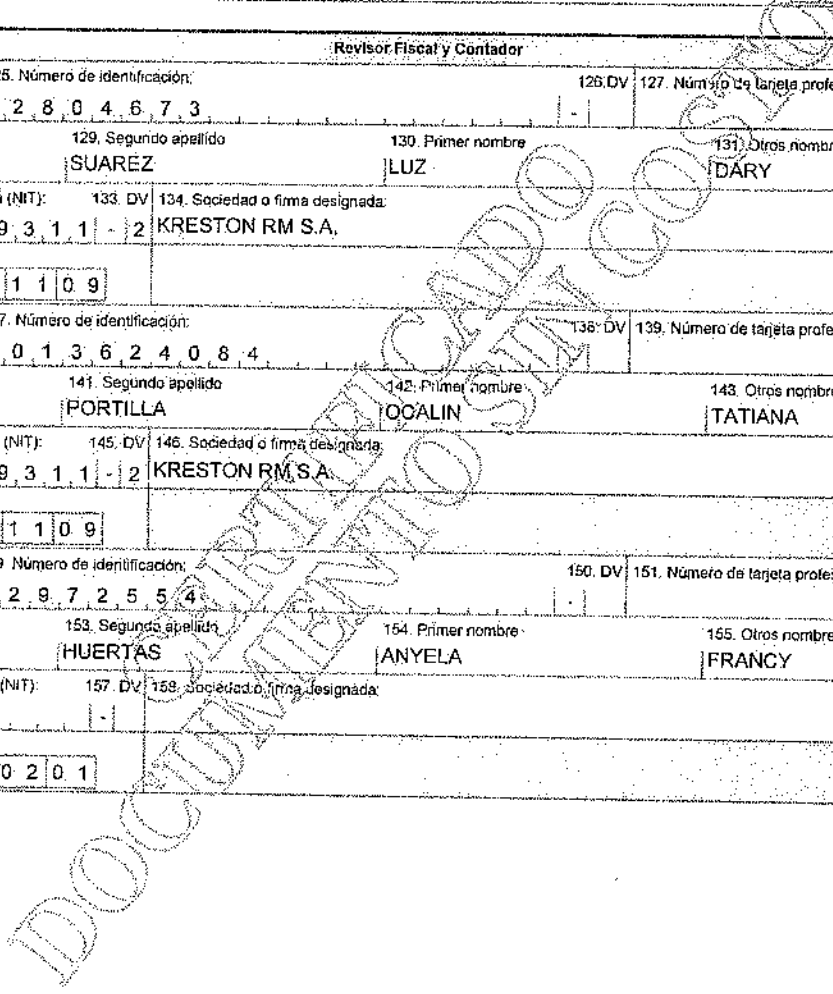 Revisor Fiscal y Contador
25. Número de identificación: 126. DV 127. Número de tarjeta profe
2 8 0 4 6 7 3 -
129. Segundo apellido 130. Primer nombre 131. Otros nombr
SUAREZ LUZ DARY
(NIT): 133. DV 134. Sociedad o firma designada:
9 3 1 1 - 2 KRESTON RM S.A.
1 1 0 9
7. Número de identificación: 138. DV 139. Número de tarjeta profe
0 1 3 6 2 4 0 8 4
141. Segundo apellido 142. Primer nombre 143. Otros nombre
PORTILLA OCALIN TATIANA
(NIT): 145. DV 146. Sociedad o firma designada:
9 3 1 1 - 2 KRESTON RM S.A.
1 1 0 9
9 Número de identificación: 150. DV 151. Número de tarjeta profe
2 9 7 2 5 5 4 -
153. Segundo apellido 154. Primer nombre 155. Otros nombre
HUERTAS ANYELA FRANCY
(NIT): 157. DV 158. Sociedad o firma designada:
-
0 2 0 1
CERTIFICADO
DOCUMENTO SIN COSTO